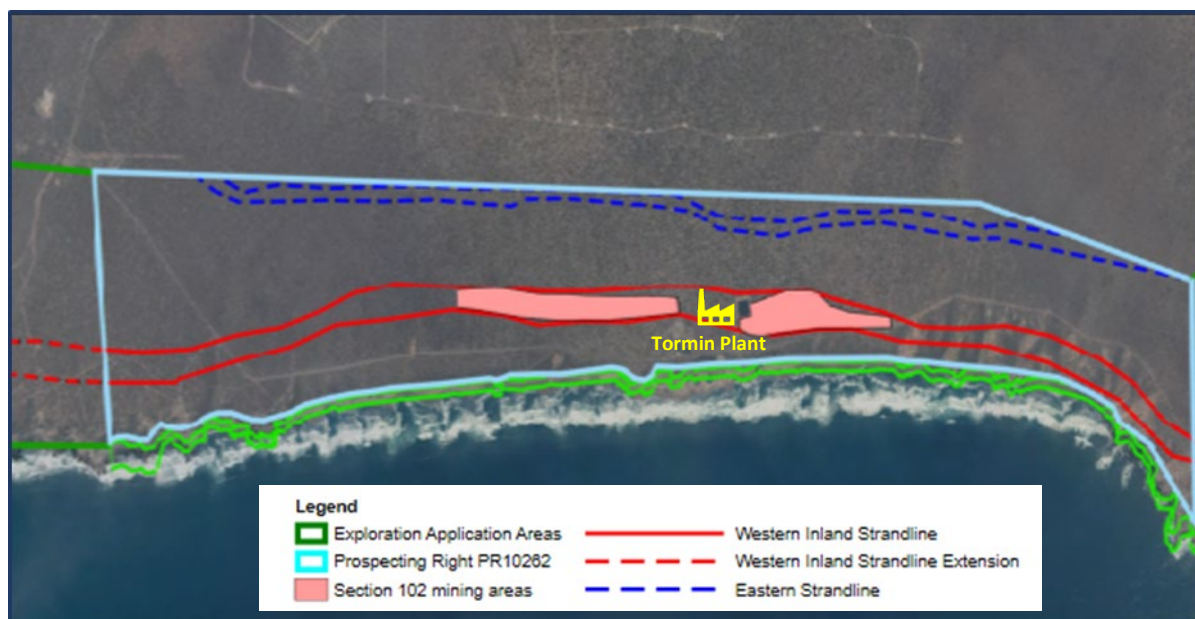 Tormin Plant
Legend
Exploration Application Areas
Prospecting Right PR10262
Section 102 mining areas
Western Inland Strandline
Western Inland Strandline Extension
Eastern Strandline